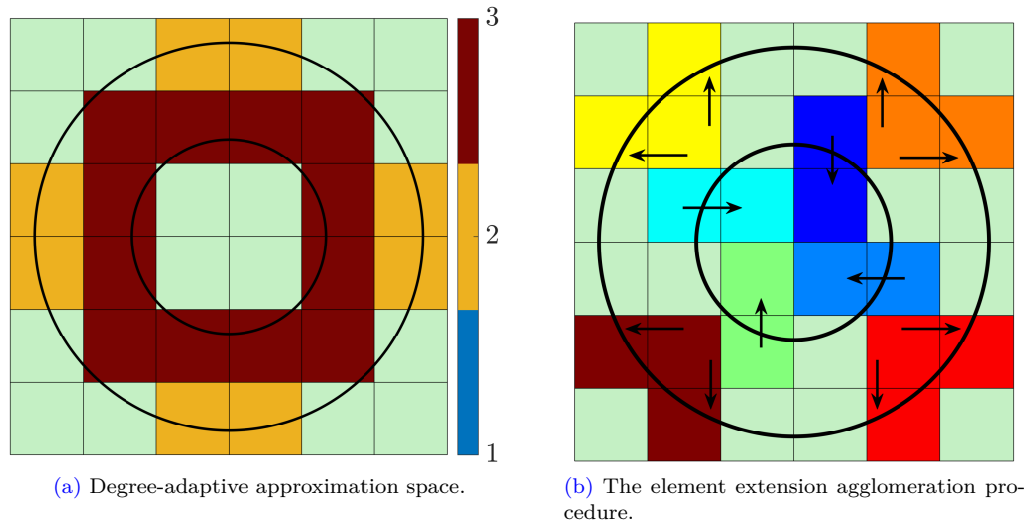 3
2
1
(a) Degree-adaptive approximation space.
(b) The element extension agglomeration pro-
cedure.